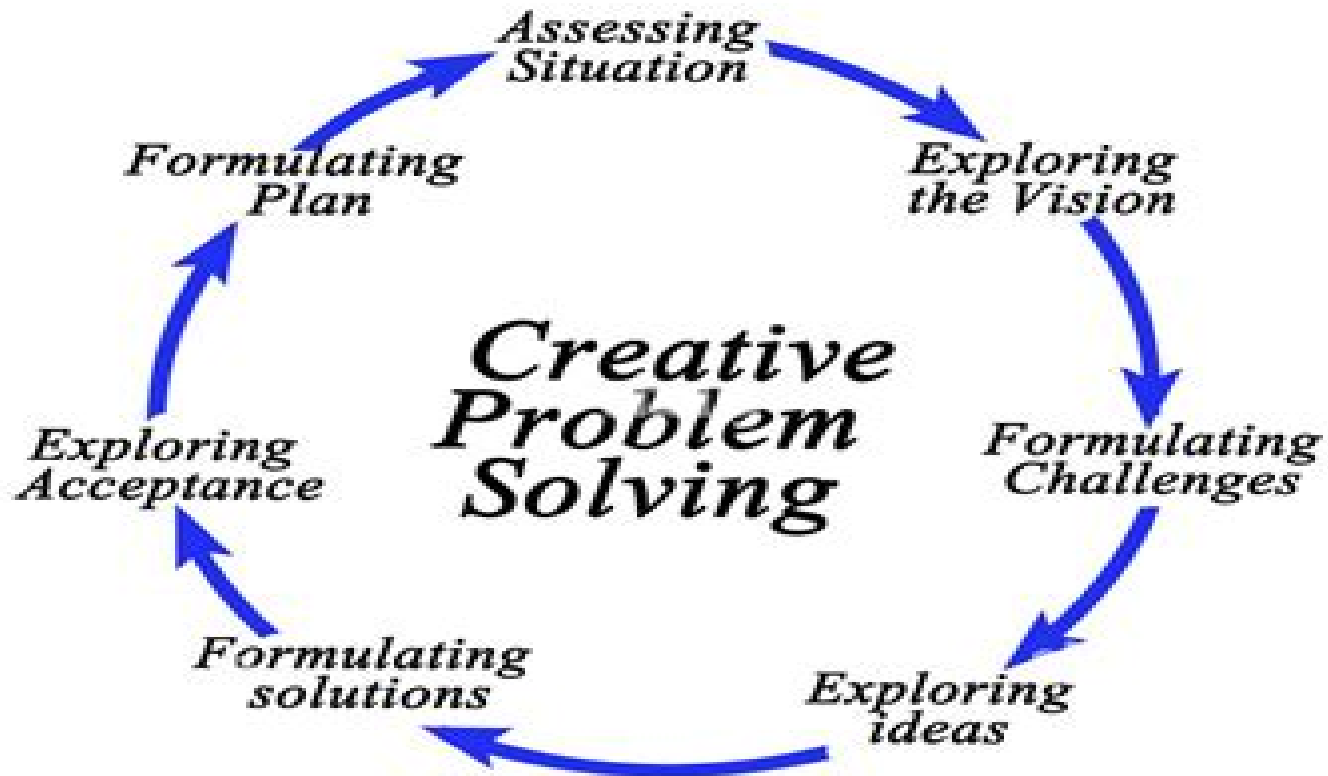 Assessing
Situation
Exploring
the Vision
Formulating
Challenges
Exploring
ideas
Formulating
solutions
Exploring
Acceptance
Formulating
Plan
Creative
Problem
Solving